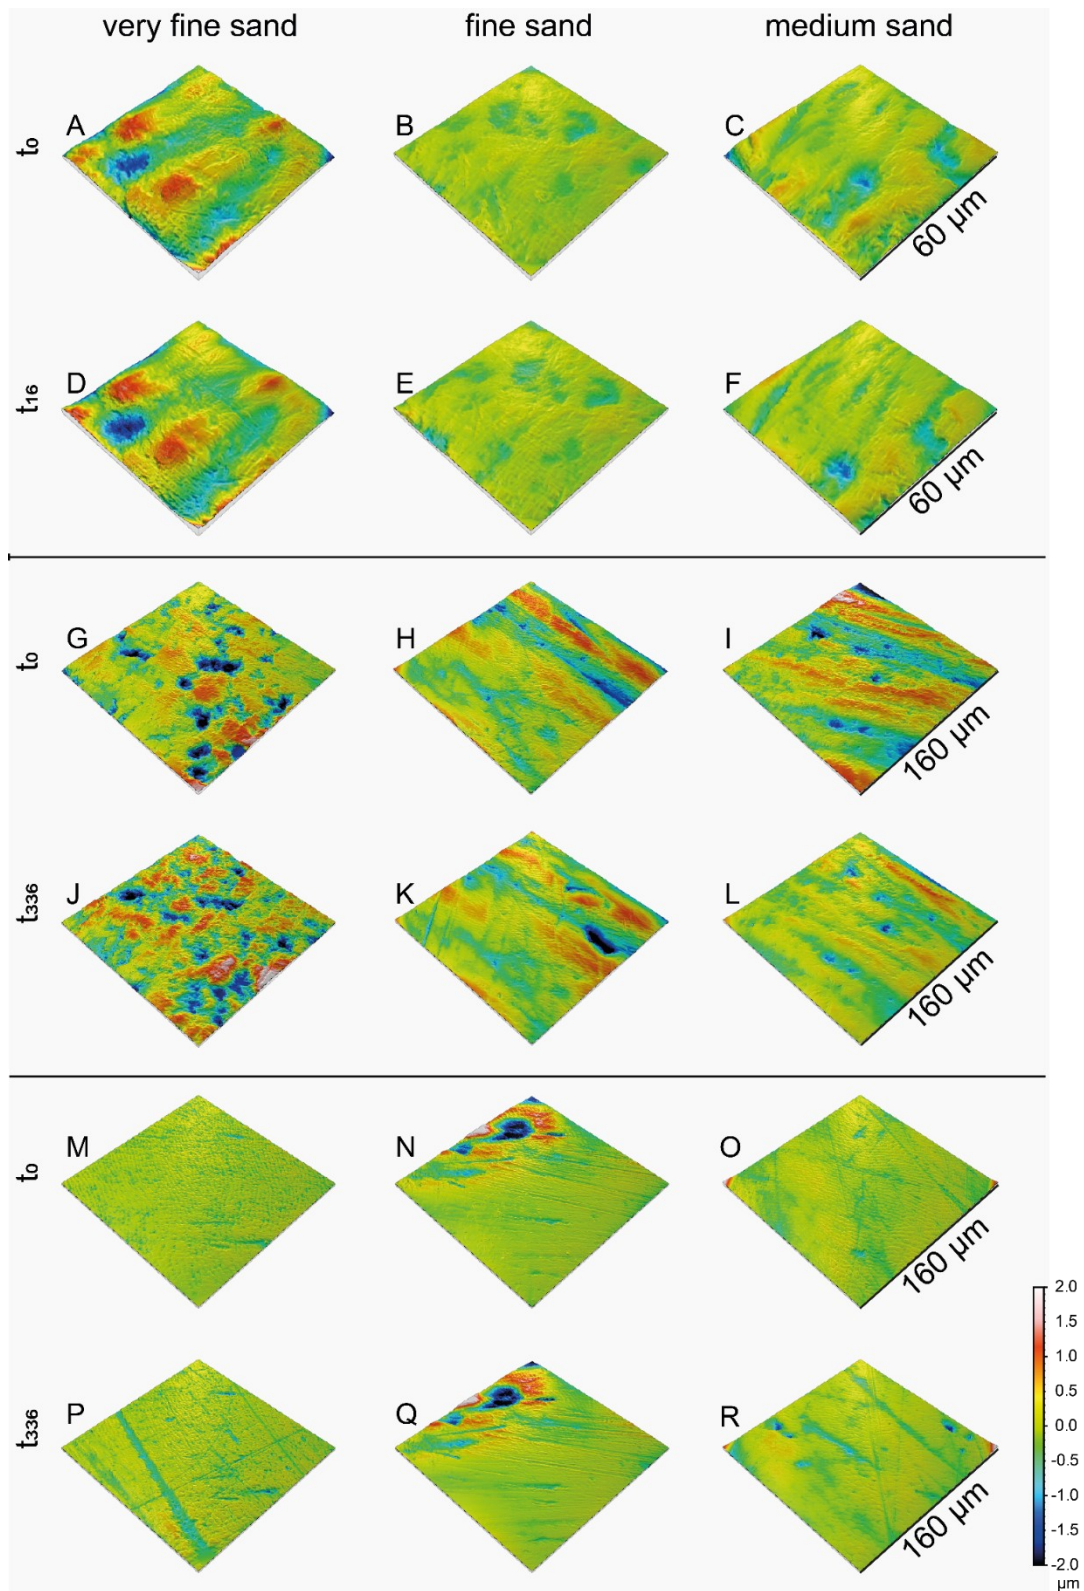 very fine sand fine sand medium sand
t0 A B C
60 µm
t16 D E F
60 µm
t0 G H I
160 µm
t336 J K L
160 µm
t0 M N O
160 µm
t336 P Q R
160 µm
2.0
1.5
1.0
0.5
0.0
-0.5
-1.0
-1.5
-2.0
µm